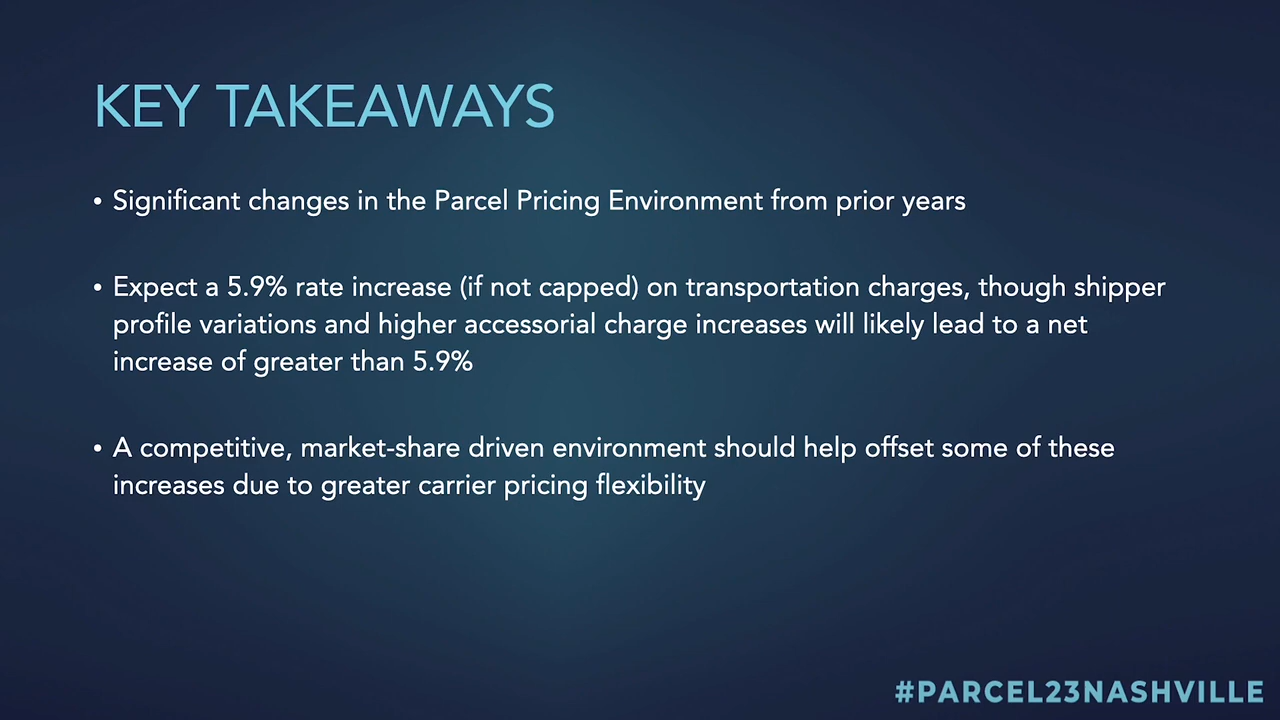 KEY TAKEAWAYS
• Significant changes in the Parcel Pricing Environment from prior years
• Expect a 5.9% rate increase (if not capped) on transportation charges, though shipper
profile variations and higher accessorial charge increases will likely lead to a net
increase of greater than 5.9%
• A competitive, market-share driven environment should help offset some of these
increases due to greater carrier pricing flexibility
#PARCEL23NASHVILLE